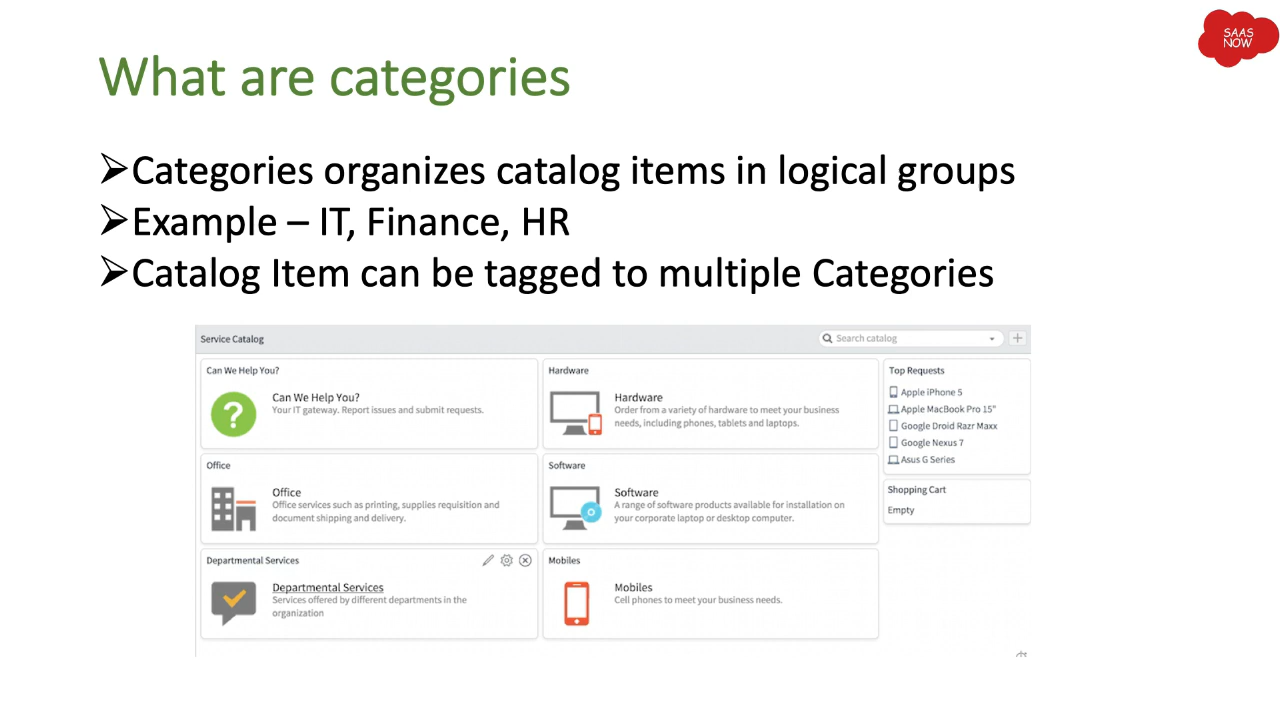 SAAS
NOW
What are categories
➢Categories organizes catalog items in logical groups
➢Example – IT, Finance, HR
➢Catalog Item can be tagged to multiple Categories
Service Catalog
Search catalog
Can We Help You?
Can We Help You?
Your IT gateway. Report issues and submit requests.
Hardware
Hardware
Order from a variety of hardware to meet your business
needs, including phones, tablets and laptops.
Top Requests
Apple iPhone 5
Apple MacBook Pro 15"
Google Droid Razr Maxx
Google Nexus 7
Asus G Series
Office
Office
Office services such as printing, supplies requisition and
document shipping and delivery.
Software
Software
A range of software products available for installation on
your corporate laptop or desktop computer.
Shopping Cart
Empty
Departmental Services
Departmental Services
Services offered by different departments in the
organization
Mobiles
Mobiles
Cell phones to meet your business needs.